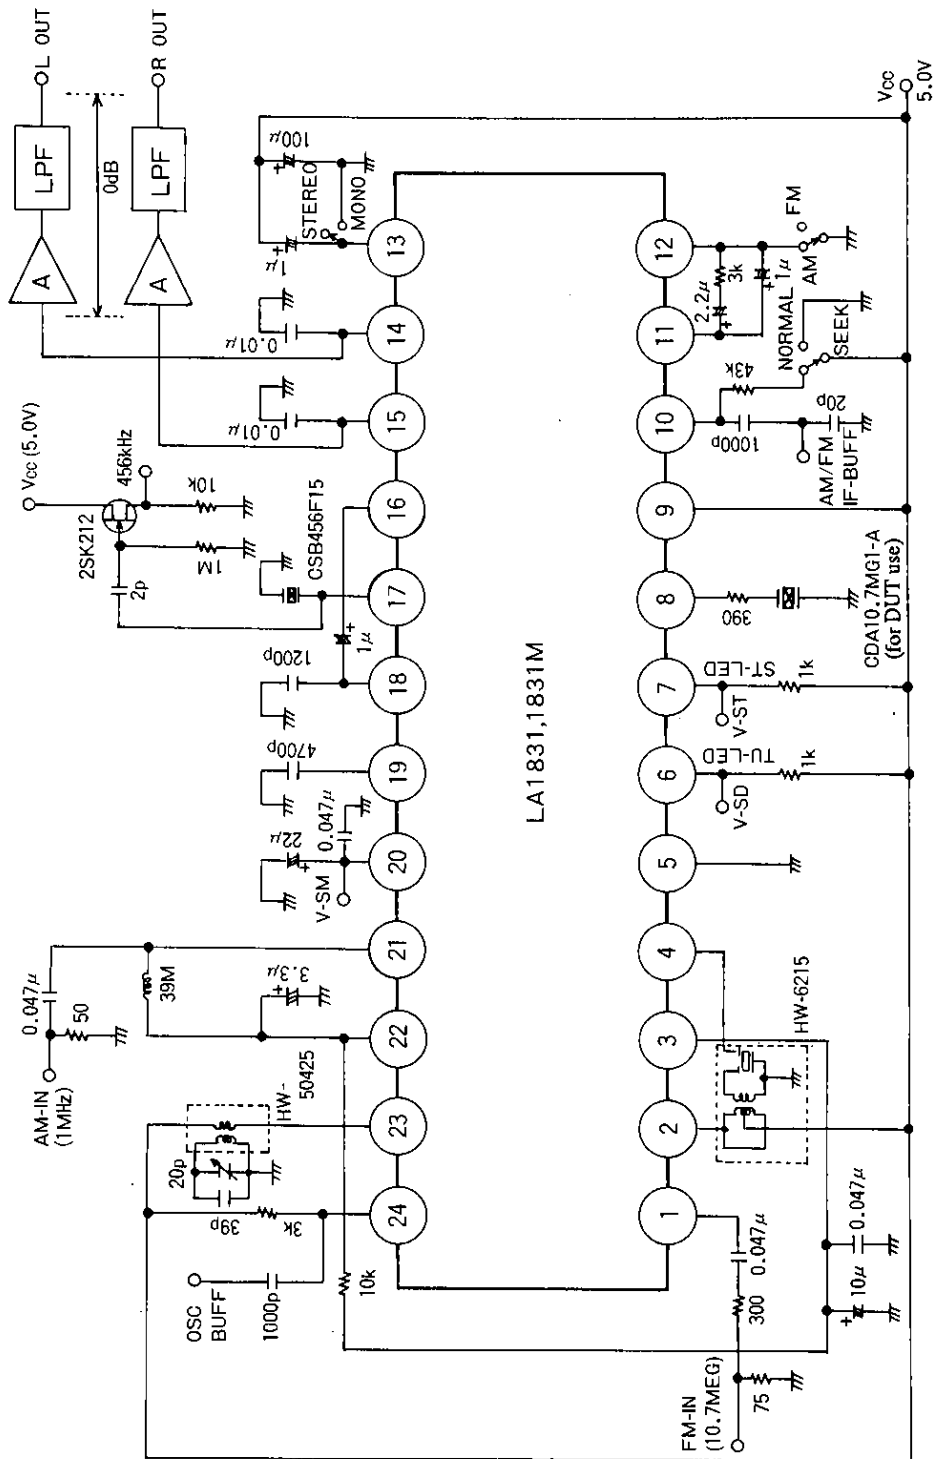 L OUT
R OUT
LPF
LPF
0dB
A
A
VCC (5.0V)
2SK212
456kHz
10k
1M
2p
CSB456F15
100μ
1μ
STEREO
MONO
0.01μ
0.01μ
1μ
1200p
4700p
0.047μ
22μ
V-SM
AM-IN
(1MHz)
0.047μ
50
39M
3.3μ
HW-
50425
20p
39p
3k
OSC
BUFF
1000p
10k
24
23
22
21
20
19
18
17
16
15
14
13
LA1831,1831M
1
2
3
4
5
6
7
8
9
10
11
12
FM-IN
(10.7MEG)
75
300
0.047μ
10μ
0.047μ
HW-6215
TU-LED
V-SD
1k
ST-LED
V-ST
1k
390
CDA10.7MG1-A
(for DUT use)
1000p
20p
AM/FM
IF-BUFF
43k
NORMAL
SEEK
2.2μ
3k
1μ
AM
FM
VCC
5.0V